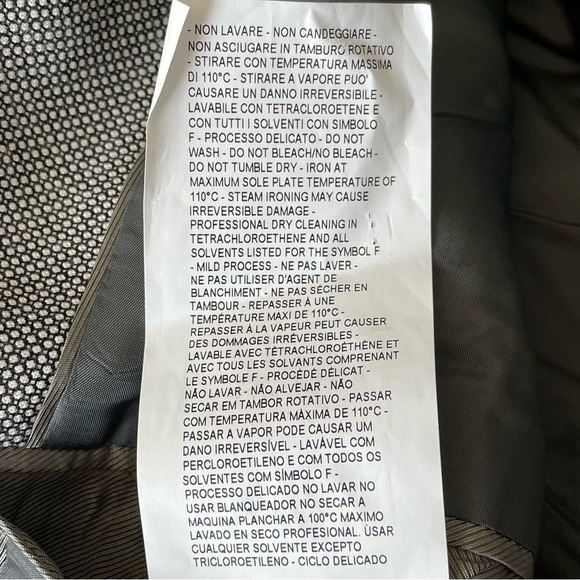 - NON LAVARE - NON CANDEGGIARE -
NON ASCIUGARE IN TAMBURO ROTATIVO
- STIRARE CON TEMPERATURA MASSIMA
DI 110°C - STIRARE A VAPORE PUO'
CAUSARE UN DANNO IRREVERSIBILE -
LAVABILE CON TETRACLOROETENE E
CON TUTTI I SOLVENTI CON SIMBOLO
F - PROCESSO DELICATO - DO NOT
WASH - DO NOT BLEACH/NO BLEACH -
DO NOT TUMBLE DRY - IRON AT
MAXIMUM SOLE PLATE TEMPERATURE OF
110°C - STEAM IRONING MAY CAUSE
IRREVERSIBLE DAMAGE -
PROFESSIONAL DRY CLEANING IN
TETRACHLOROETHENE AND ALL
SOLVENTS LISTED FOR THE SYMBOL F
- MILD PROCESS - NE PAS LAVER -
NE PAS UTILISER D'AGENT DE
BLANCHIMENT - NE PAS SÉCHER EN
TAMBOUR - REPASSER À UNE
TEMPÉRATURE MAXI DE 110°C -
REPASSER À LA VAPEUR PEUT CAUSER
DES DOMMAGES IRRÉVERSIBLES -
LAVABLE AVEC TÉTRACHLOROÉTHÉNE ET
AVEC TOUS LES SOLVANTS COMPRENANT
LE SYMBOLE F - PROCÉDÉ DÉLICAT -
NÃO LAVAR - NÃO ALVEJAR - NÃO
SECAR EM TAMBOR ROTATIVO - PASSAR
COM TEMPERATURA MÁXIMA DE 110°C -
PASSAR A VAPOR PODE CAUSAR UM
DANO IRREVERSÍVEL - LAVÁVEL COM
PERCLOROETILENO E COM TODOS OS
SOLVENTES COM SÍMBOLO F -
PROCESSO DELICADO NO LAVAR NO
USAR BLANQUEADOR NO SECAR A
MAQUINA PLANCHAR A 100°C MAXIMO
LAVADO EN SECO PROFESIONAL. ÙSAR
CUALQUIER SOLVENTE EXCEPTO
TRICLOROETILENO - CICLO DELICADO